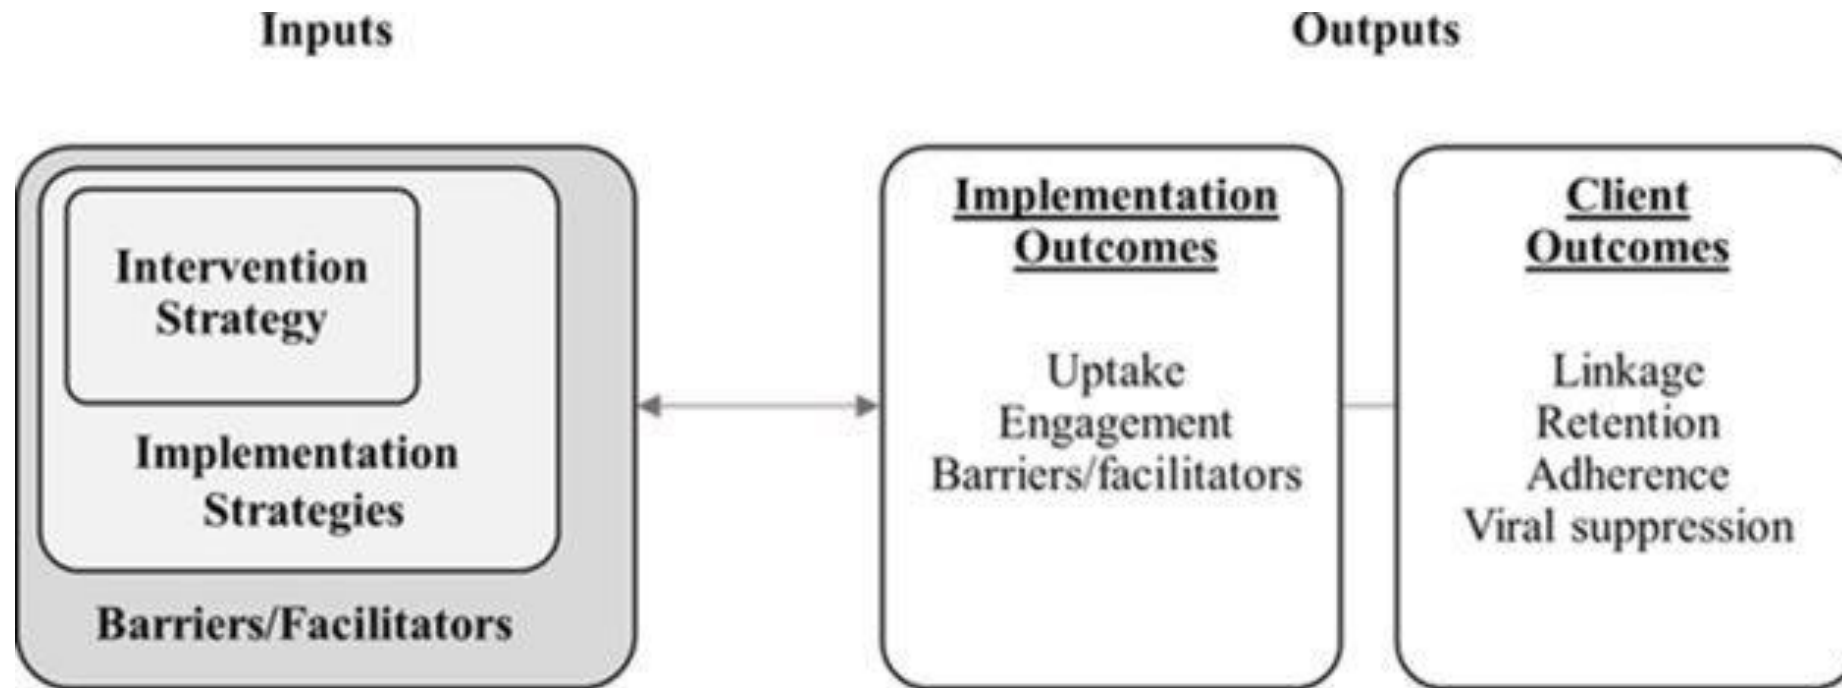 Inputs
Outputs
Intervention
Strategy
Implementation
Strategies
Barriers/Facilitators
Implementation
Outcomes
Uptake
Engagement
Barriers/facilitators
Client
Outcomes
Linkage
Retention
Adherence
Viral suppression